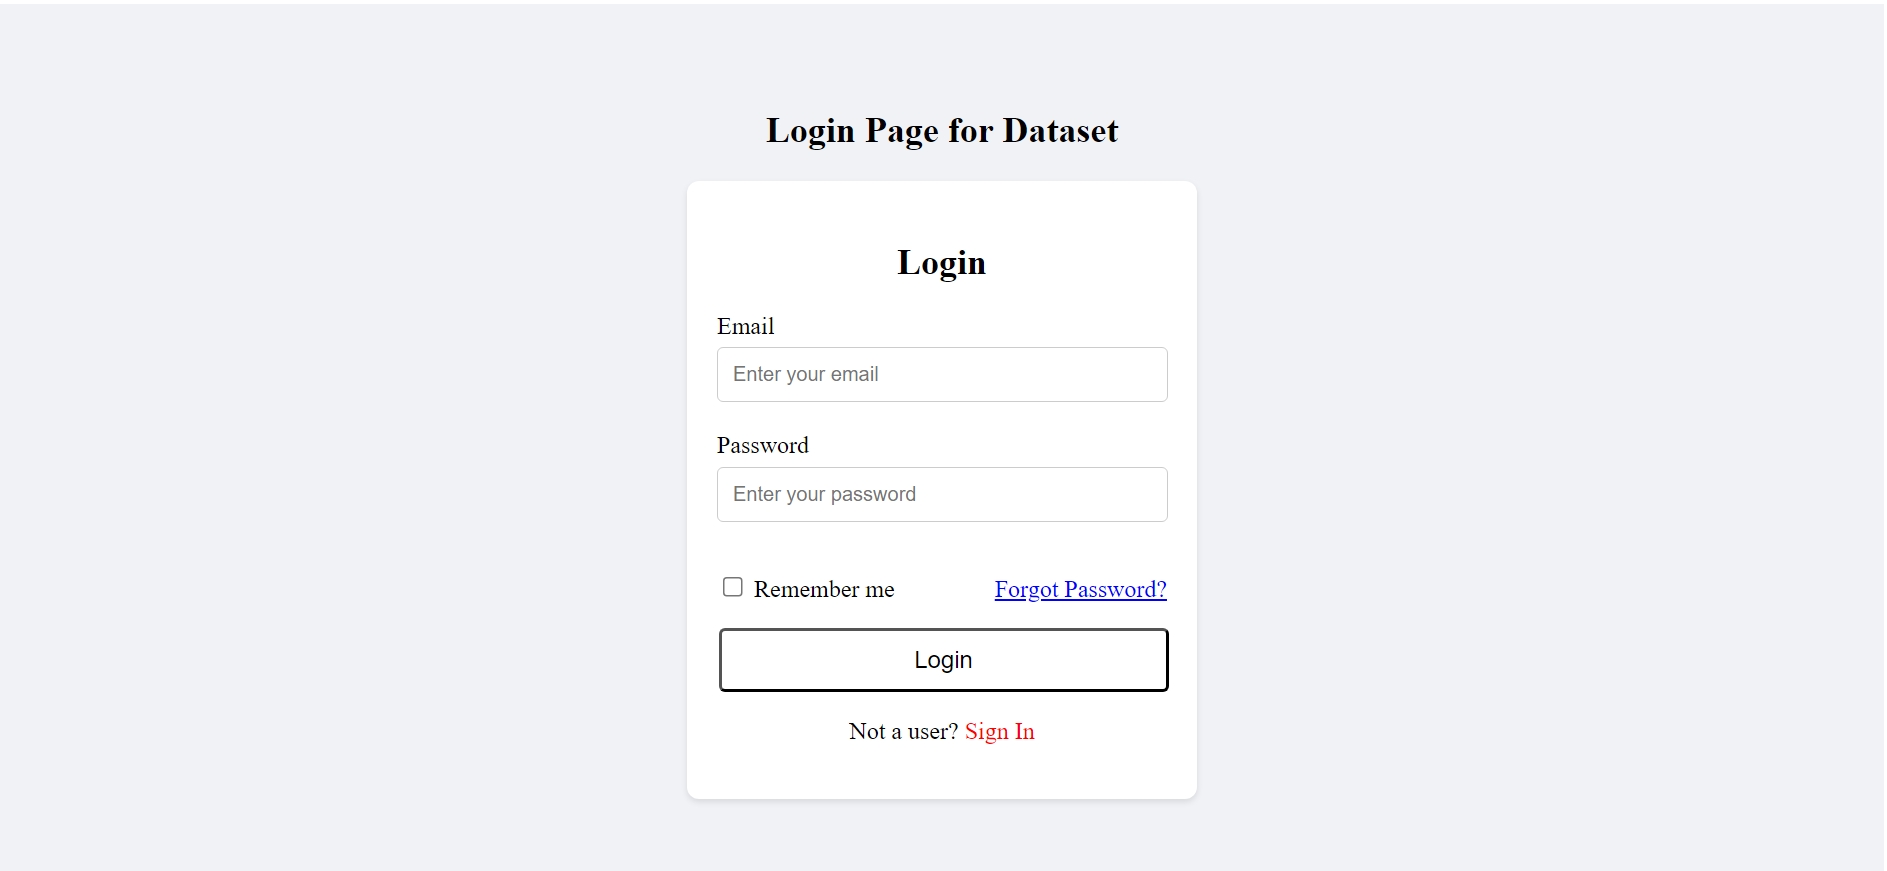 Login Page for Dataset
Login
Email
Enter your email
Password
Enter your password
Remember me Forgot Password?
Login
Not a user? Sign In